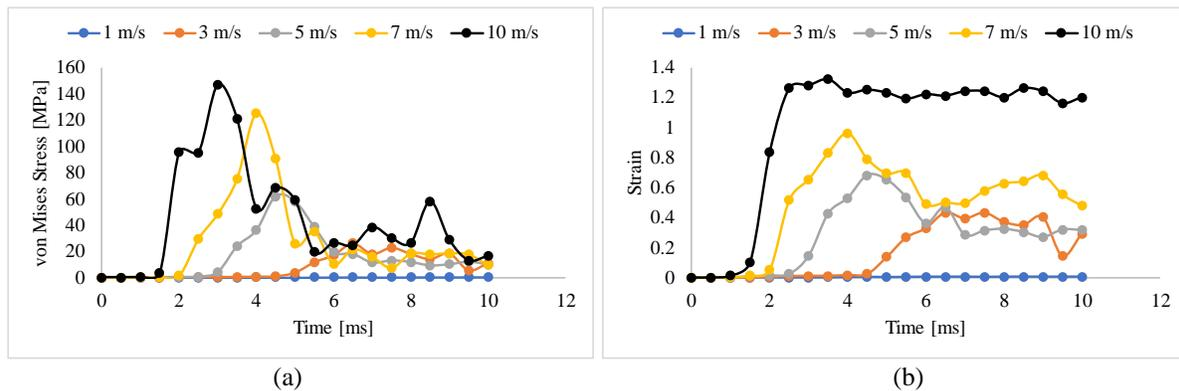 1 m/s 3 m/s 5 m/s 7 m/s 10 m/s
von Mises Stress [MPa]
160
140
120
100
80
60
40
20
0
0 2 4 6 8 10 12
Time [ms]
(a)
1 m/s 3 m/s 5 m/s 7 m/s 10 m/s
Strain
1.4
1.2
1
0.8
0.6
0.4
0.2
0
0 2 4 6 8 10 12
Time [ms]
(b)